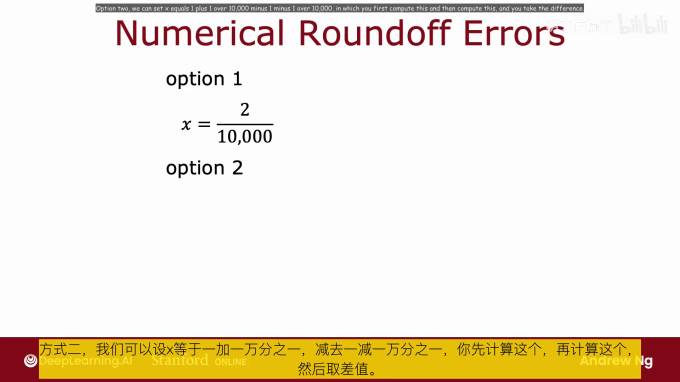 Option two, we can set x equals 1 plus 1 over 10,000 minus 1 minus 1 over 10,000, in which you first compute this and then compute this, and you take the difference.
Numerical Roundoff Errors
bilibili
option 1
x = 2/10,000
option 2
方式二，我们可以设x等于一加一万分之一，减去一减一万分之一，你先计算这个，再计算这个，
然后取差值。
DeepLearning.AI Stanford ONLINE Andrew Ng